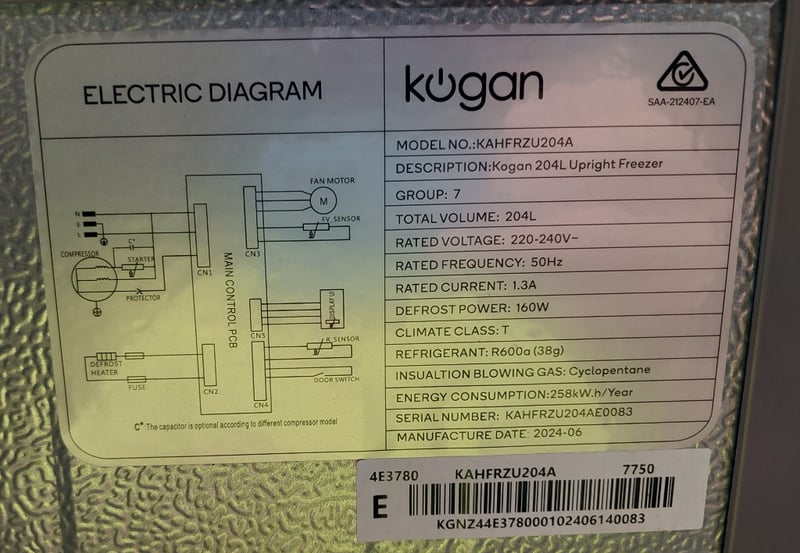 ELECTRIC DIAGRAM
kogan
SAA-212407-EA
MODEL NO.:KAHFRZU204A
DESCRIPTION:Kogan 204L Upright Freezer
GROUP: 7
TOTAL VOLUME: 204L
RATED VOLTAGE: 220-240V~
RATED FREQUENCY: 50Hz
RATED CURRENT: 1.3A
DEFROST POWER: 160W
CLIMATE CLASS: T
REFRIGERANT: R600a (38g)
INSUALTION BLOWING GAS: Cyclopentane
ENERGY CONSUMPTION:258kW.h/Year
SERIAL NUMBER: KAHFRZU204AE0083
MANUFACTURE DATE: 2024-06
FAN MOTOR
M
FV_SENSOR
N
E
L
C*
COMPRESSOR
STARTER
PROTECTOR
CN1
CN3
MAIN CONTROL PCB
DISPLAY UI
CN5
R_SENSOR
DEFROST
HEATER
FUSE
CN2
CN4
DOOR SWITCH
C*:The capacitor is optional according to different compressor model
4E3780 KAHFRZU204A 7750
E
KGNZ44E378000102406140083